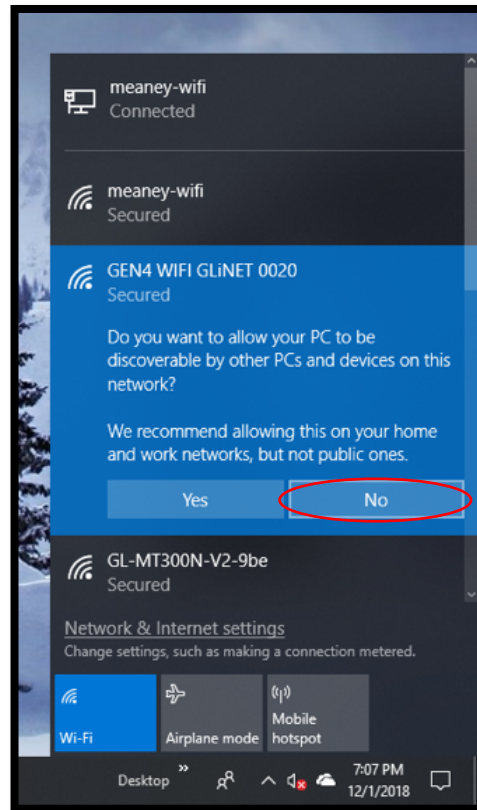 meaney-wifi
Connected
meaney-wifi
Secured
GEN4 WIFI GLiNET 0020
Secured
Do you want to allow your PC to be
discoverable by other PCs and devices on this
network?
We recommend allowing this on your home
and work networks, but not public ones.
Yes No
GL-MT300N-V2-9be
Secured
Network & Internet settings
Change settings, such as making a connection metered.
Wi-Fi Airplane mode Mobile
hotspot
Desktop » 7:07 PM
12/1/2018